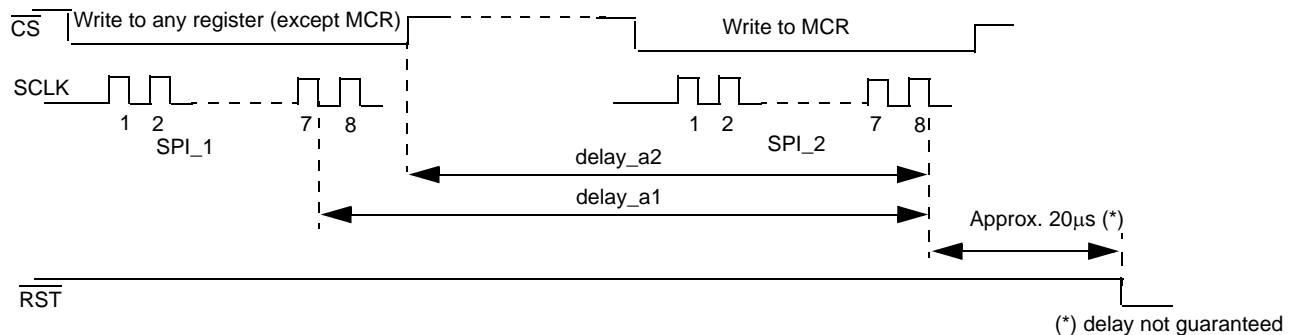 CS Write to any register (except MCR) Write to MCR
SCLK
1 2 7 8 1 2 7 8
SPI_1 SPI_2
delay_a2
delay_a1
Approx. 20μs (*)
RST
(*) delay not guaranteed